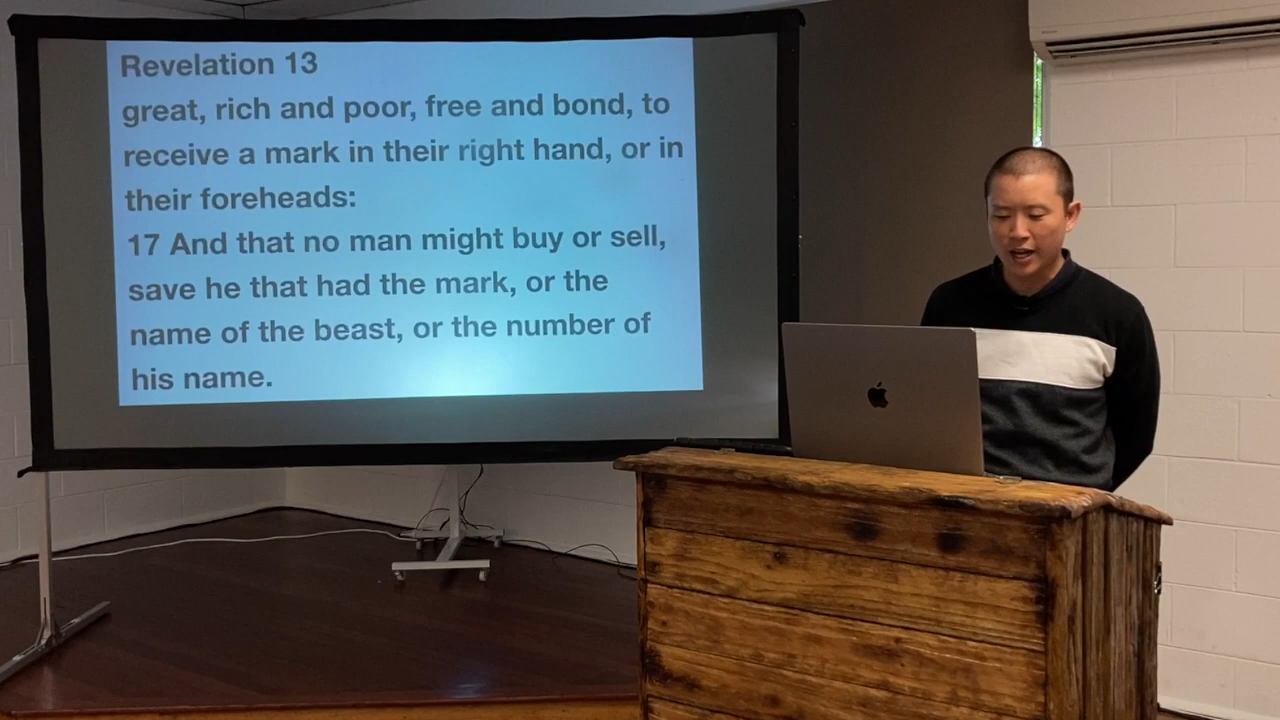 Revelation 13
great, rich and poor, free and bond, to
receive a mark in their right hand, or in
their foreheads:
17 And that no man might buy or sell,
save he that had the mark, or the
name of the beast, or the number of
his name.